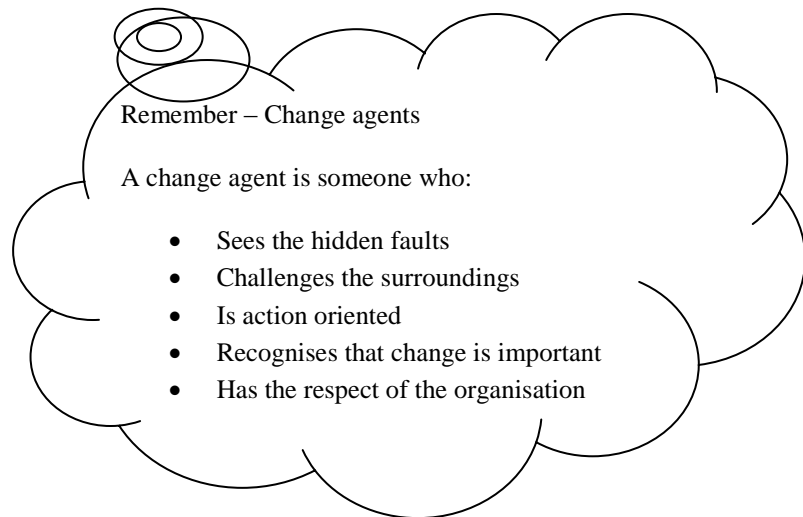 Remember – Change agents
A change agent is someone who:
• Sees the hidden faults
• Challenges the surroundings
• Is action oriented
• Recognises that change is important
• Has the respect of the organisation